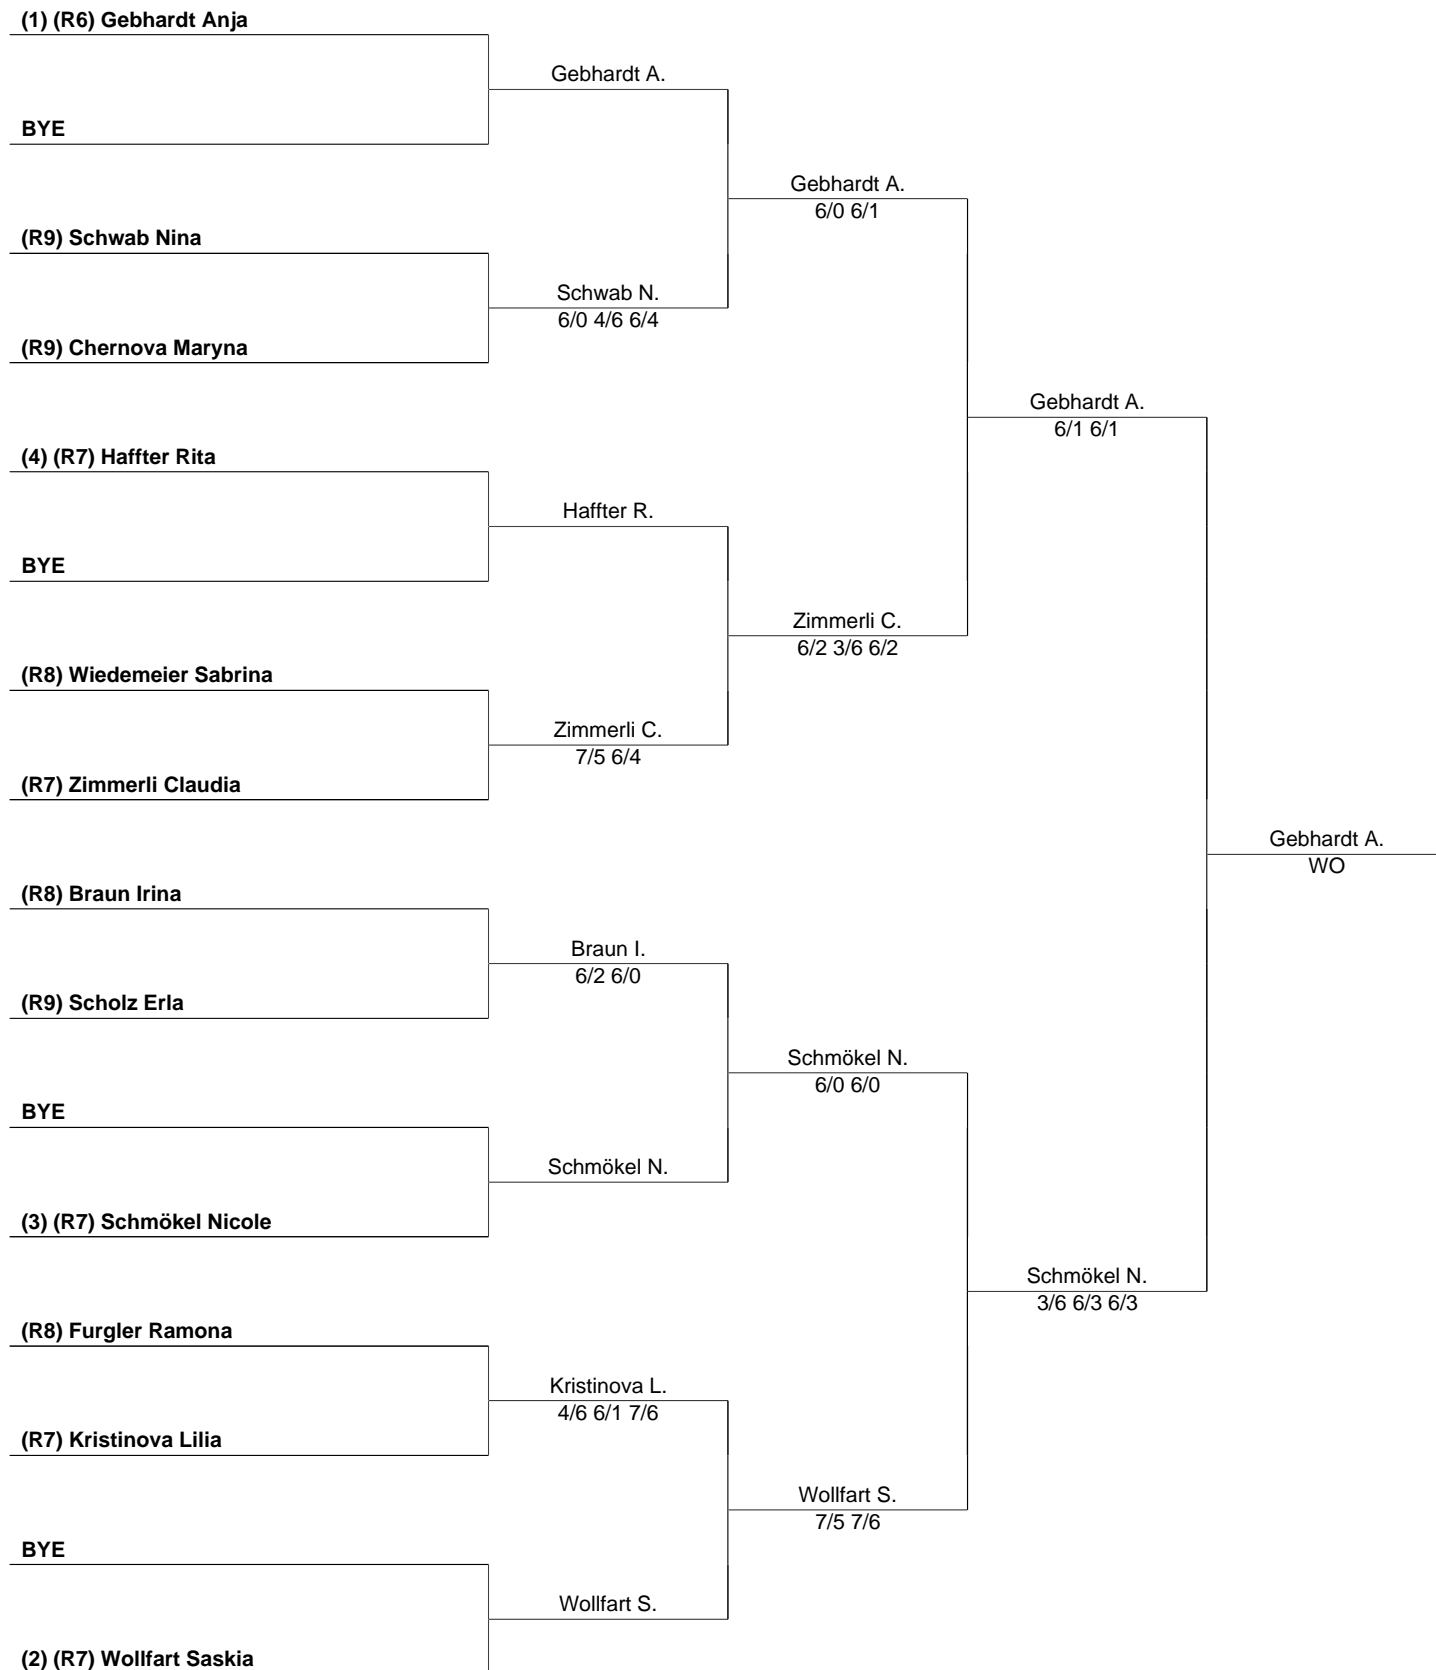 (1) (R6) Gebhardt Anja
Gebhardt A.
BYE
Gebhardt A.
6/0 6/1
(R9) Schwab Nina
Schwab N.
6/0 4/6 6/4
(R9) Chernova Maryna
Gebhardt A.
6/1 6/1
(4) (R7) Haffter Rita
Haffter R.
BYE
Zimmerli C.
6/2 3/6 6/2
(R8) Wiedemeier Sabrina
Zimmerli C.
7/5 6/4
(R7) Zimmerli Claudia
Gebhardt A.
WO
(R8) Braun Irina
Braun I.
6/2 6/0
(R9) Scholz Erla
Schmökel N.
6/0 6/0
BYE
Schmökel N.
(3) (R7) Schmökel Nicole
Schmökel N.
3/6 6/3 6/3
(R8) Furgler Ramona
Kristinova L.
4/6 6/1 7/6
(R7) Kristinova Lilia
Wollfart S.
7/5 7/6
BYE
Wollfart S.
(2) (R7) Wollfart Saskia